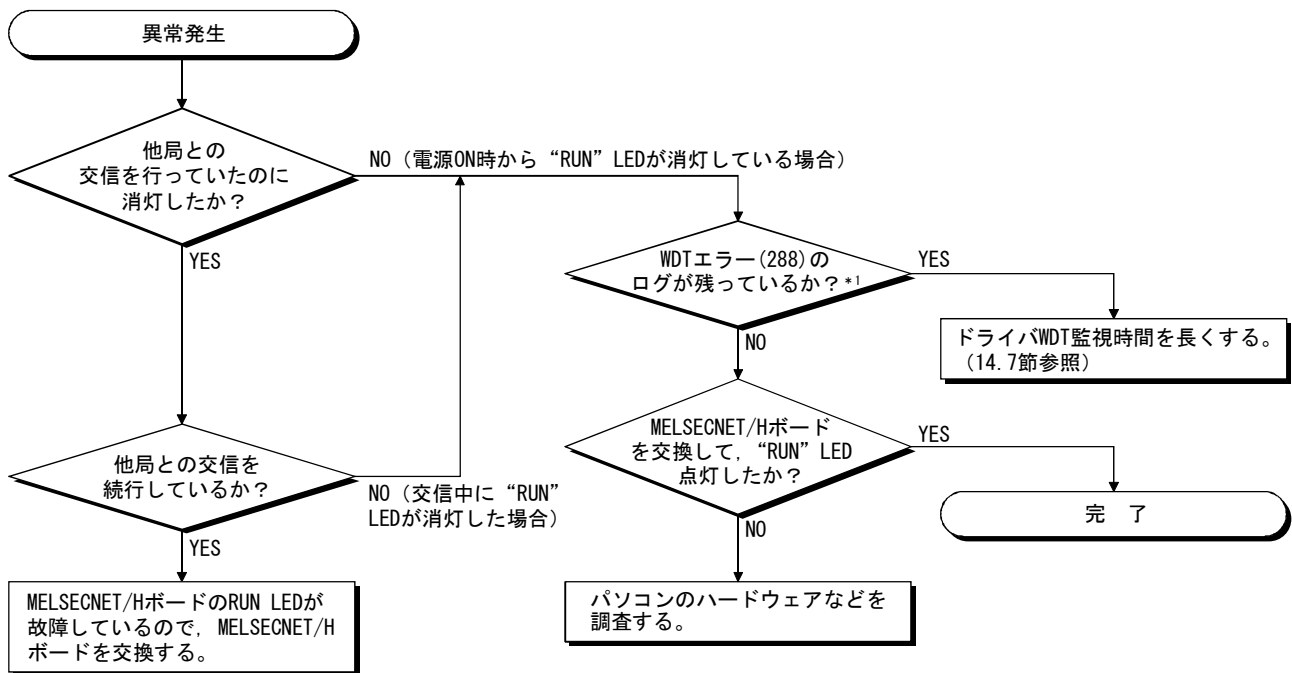 異常発生
他局との
交信を行っていたのに
消灯したか？
NO（電源ON時から“RUN”LEDが消灯している場合）
YES
WDTエラー(288)の
ログが残っているか？*1
YES
ドライバWDT監視時間を長くする。
（14.7節参照）
NO
MELSECNET/Hボード
を交換して，“RUN”LED
点灯したか？
YES
完　了
他局との交信を
続行しているか？
NO（交信中に“RUN”
LEDが消灯した場合）
YES
NO
MELSECNET/HボードのRUN LEDが
故障しているので，MELSECNET/H
ボードを交換する。
パソコンのハードウェアなどを
調査する。